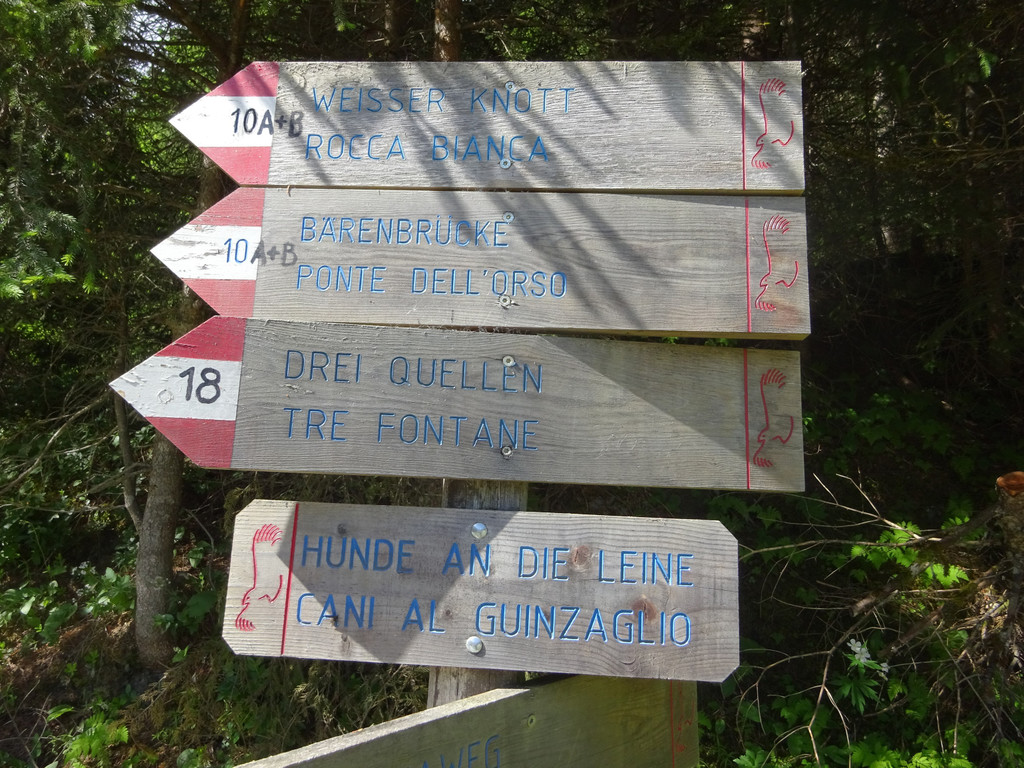 10A+B
WEISSER KNOTT
ROCCA BIANCA
10A+B
BÄRENBRÜCKE
PONTE DELL'ORSO
18
DREI QUELLEN
TRE FONTANE
HUNDE AN DIE LEINE
CANI AL GUINZAGLIO